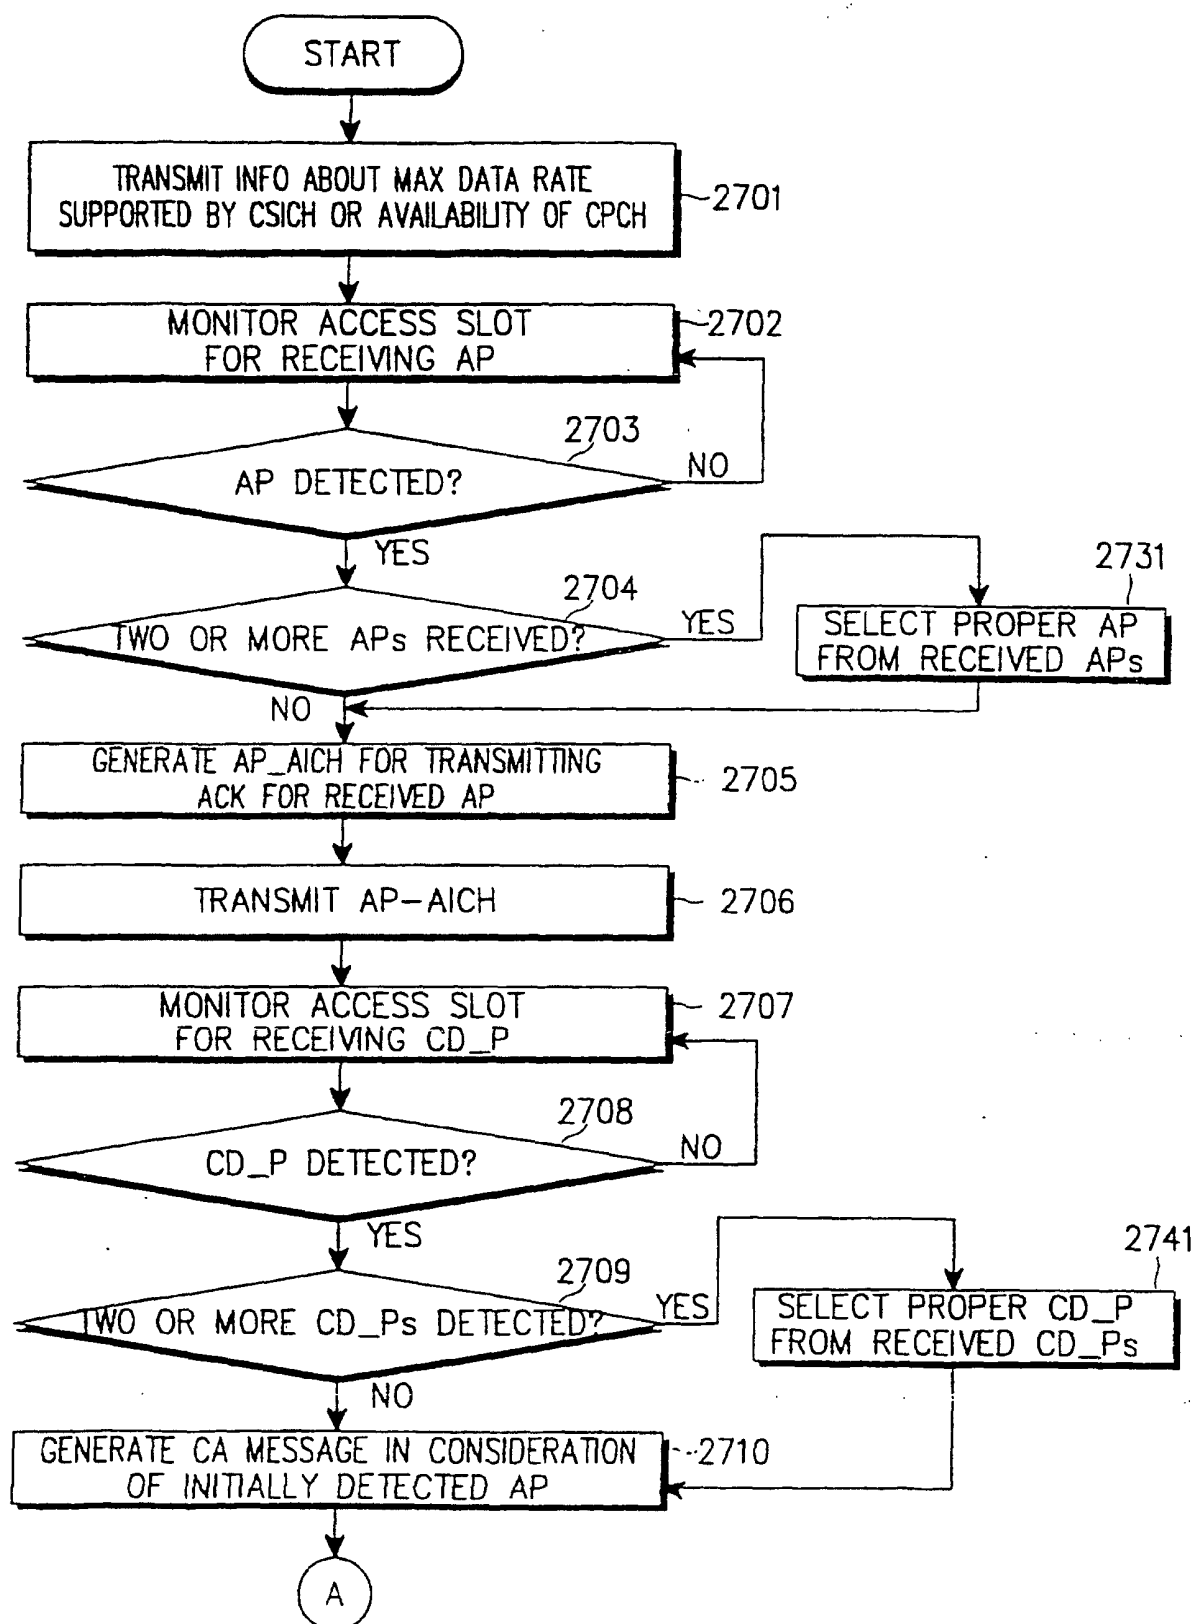 START
TRANSMIT INFO ABOUT MAX DATA RATE
SUPPORTED BY CSICH OR AVAILABILITY OF CPCH
2701
MONITOR ACCESS SLOT
FOR RECEIVING AP
2702
2703
AP DETECTED?
NO
YES
2704
TWO OR MORE APs RECEIVED?
YES
2731
SELECT PROPER AP
FROM RECEIVED APs
NO
GENERATE AP_AICH FOR TRANSMITTING
ACK FOR RECEIVED AP
2705
TRANSMIT AP-AICH
2706
MONITOR ACCESS SLOT
FOR RECEIVING CD_P
2707
2708
CD_P DETECTED?
NO
YES
2709
TWO OR MORE CD_Ps DETECTED?
YES
2741
SELECT PROPER CD_P
FROM RECEIVED CD_Ps
NO
GENERATE CA MESSAGE IN CONSIDERATION
OF INITIALLY DETECTED AP
2710
A